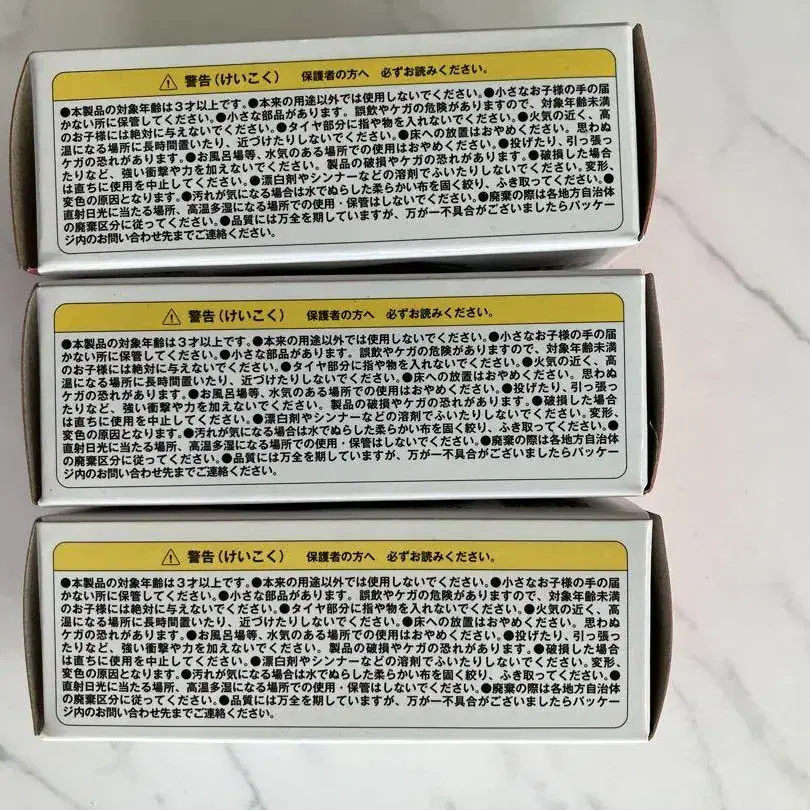 警告(けいこく) 保護者の方へ 必ずお読みください。
●本製品の対象年齢は3才以上です。●本来の用途以外では使用しないでください。●小さなお子様の手の届
かない所に保管してください。●小さな部品があります。誤飲やケガの危険がありますので、対象年齢未満
のお子様には絶対に与えないでください。●タイヤ部分に指や物を入れないでください。●火気の近く、高
温になる場所に長時間置いたり、近づけたりしないでください。●床への放置はおやめください。思わぬ
ケガの恐れがあります。●お風呂場等、水気のある場所での使用はおやめください。●投げたり、引っ張っ
たりなど、強い衝撃や力を加えないでください。製品の破損やケガの恐れがあります。●破損した場合
は直ちに使用を中止してください。●漂白剤やシンナーなどの溶剤でふいたりしないでください。変形、
変色の原因となります。●汚れが気になる場合は水でぬらした柔らかい布を固く絞り、ふき取ってください。●
直射日光に当たる場所、高温多湿になる場所での使用・保管はしないでください。●廃棄の際は各地方自治体
の廃棄区分に従ってください。●品質には万全を期していますが、万が一不具合がございましたらパッケー
ジ内のお問い合わせ先までご連絡ください。
警告(けいこく) 保護者の方へ 必ずお読みください。
●本製品の対象年齢は3才以上です。●本来の用途以外では使用しないでください。●小さなお子様の手の届
かない所に保管してください。●小さな部品があります。誤飲やケガの危険がありますので、対象年齢未満
のお子様には絶対に与えないでください。●タイヤ部分に指や物を入れないでください。●火気の近く、高
温になる場所に長時間置いたり、近づけたりしないでください。●床への放置はおやめください。思わぬ
ケガの恐れがあります。●お風呂場等、水気のある場所での使用はおやめください。●投げたり、引っ張っ
たりなど、強い衝撃や力を加えないでください。製品の破損やケガの恐れがあります。●破損した場合
は直ちに使用を中止してください。●漂白剤やシンナーなどの溶剤でふいたりしないでください。変形、
変色の原因となります。●汚れが気になる場合は水でぬらした柔らかい布を固く絞り、ふき取ってください。●
直射日光に当たる場所、高温多湿になる場所での使用・保管はしないでください。●廃棄の際は各地方自治体
の廃棄区分に従ってください。●品質には万全を期していますが、万が一不具合がございましたらパッケー
ジ内のお問い合わせ先までご連絡ください。
警告(けいこく) 保護者の方へ 必ずお読みください。
●本製品の対象年齢は3才以上です。●本来の用途以外では使用しないでください。●小さなお子様の手の届
かない所に保管してください。●小さな部品があります。誤飲やケガの危険がありますので、対象年齢未満
のお子様には絶対に与えないでください。●タイヤ部分に指や物を入れないでください。●火気の近く、高
温になる場所に長時間置いたり、近づけたりしないでください。●床への放置はおやめください。思わぬ
ケガの恐れがあります。●お風呂場等、水気のある場所での使用はおやめください。●投げたり、引っ張っ
たりなど、強い衝撃や力を加えないでください。製品の破損やケガの恐れがあります。●破損した場合
は直ちに使用を中止してください。●漂白剤やシンナーなどの溶剤でふいたりしないでください。変形、
変色の原因となります。●汚れが気になる場合は水でぬらした柔らかい布を固く絞り、ふき取ってください。●
直射日光に当たる場所、高温多湿になる場所での使用・保管はしないでください。●廃棄の際は各地方自治体
の廃棄区分に従ってください。●品質には万全を期していますが、万が一不具合がございましたらパッケー
ジ内のお問い合わせ先までご連絡ください。